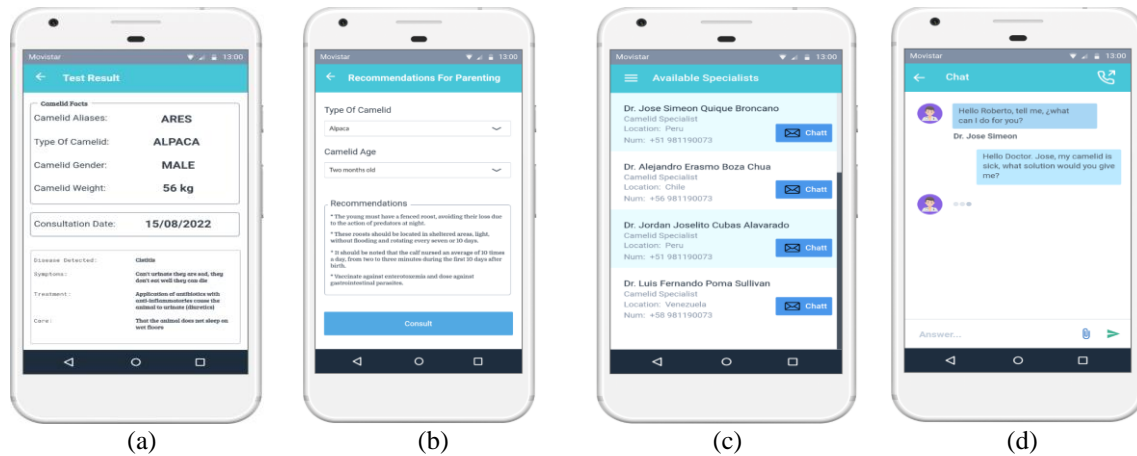 Movistar 13:00
Test Result
Camelid Facts
Camelid Aliases: ARES
Type Of Camelid: ALPACA
Camelid Gender: MALE
Camelid Weight: 56 kg
Consultation Date: 15/08/2022
Disease Detected: Cistitis
Symptoms: Can't urinate they are sad, they
don't eat well they can die
Treatment: Application of antibiotics with
anti-inflammatories cause the
animal to urinate (diuretics)
Care: That the animal does not sleep on
wet floors
(a)
Movistar 13:00
Recommendations For Parenting
Type Of Camelid
Alpaca
Camelid Age
Two months old
Recommendations
* The young must have a fenced roost, avoiding their loss due
to the action of predators at night.
* These roosts should be located in sheltered areas, light,
without flooding and rotating every seven or 10 days.
* It should be noted that the calf nursed an average of 10 times
a day, from two to three minutes during the first 10 days after
birth.
* Vaccinate against enterotoxemia and dose against
gastrointestinal parasites.
Consult
(b)
Movistar 13:00
Available Specialists
Dr. Jose Simeon Quique Broncano
Camelid Specialist
Location: Peru
Num: +51 981190073
Chatt
Dr. Alejandro Erasmo Boza Chua
Camelid Specialist
Location: Chile
Num: +56 981190073
Chatt
Dr. Jordan Joselito Cubas Alavarado
Camelid Specialist
Location: Peru
Num: +51 981190073
Chatt
Dr. Luis Fernando Poma Sullivan
Camelid Specialist
Location: Venezuela
Num: +58 981190073
Chatt
(c)
Movistar 13:00
Chat
Hello Roberto, tell me, ¿what
can I do for you?
Dr. Jose Simeon
Hello Doctor. Jose, my camelid is
sick, what solution would you give
me?
Answer...
(d)